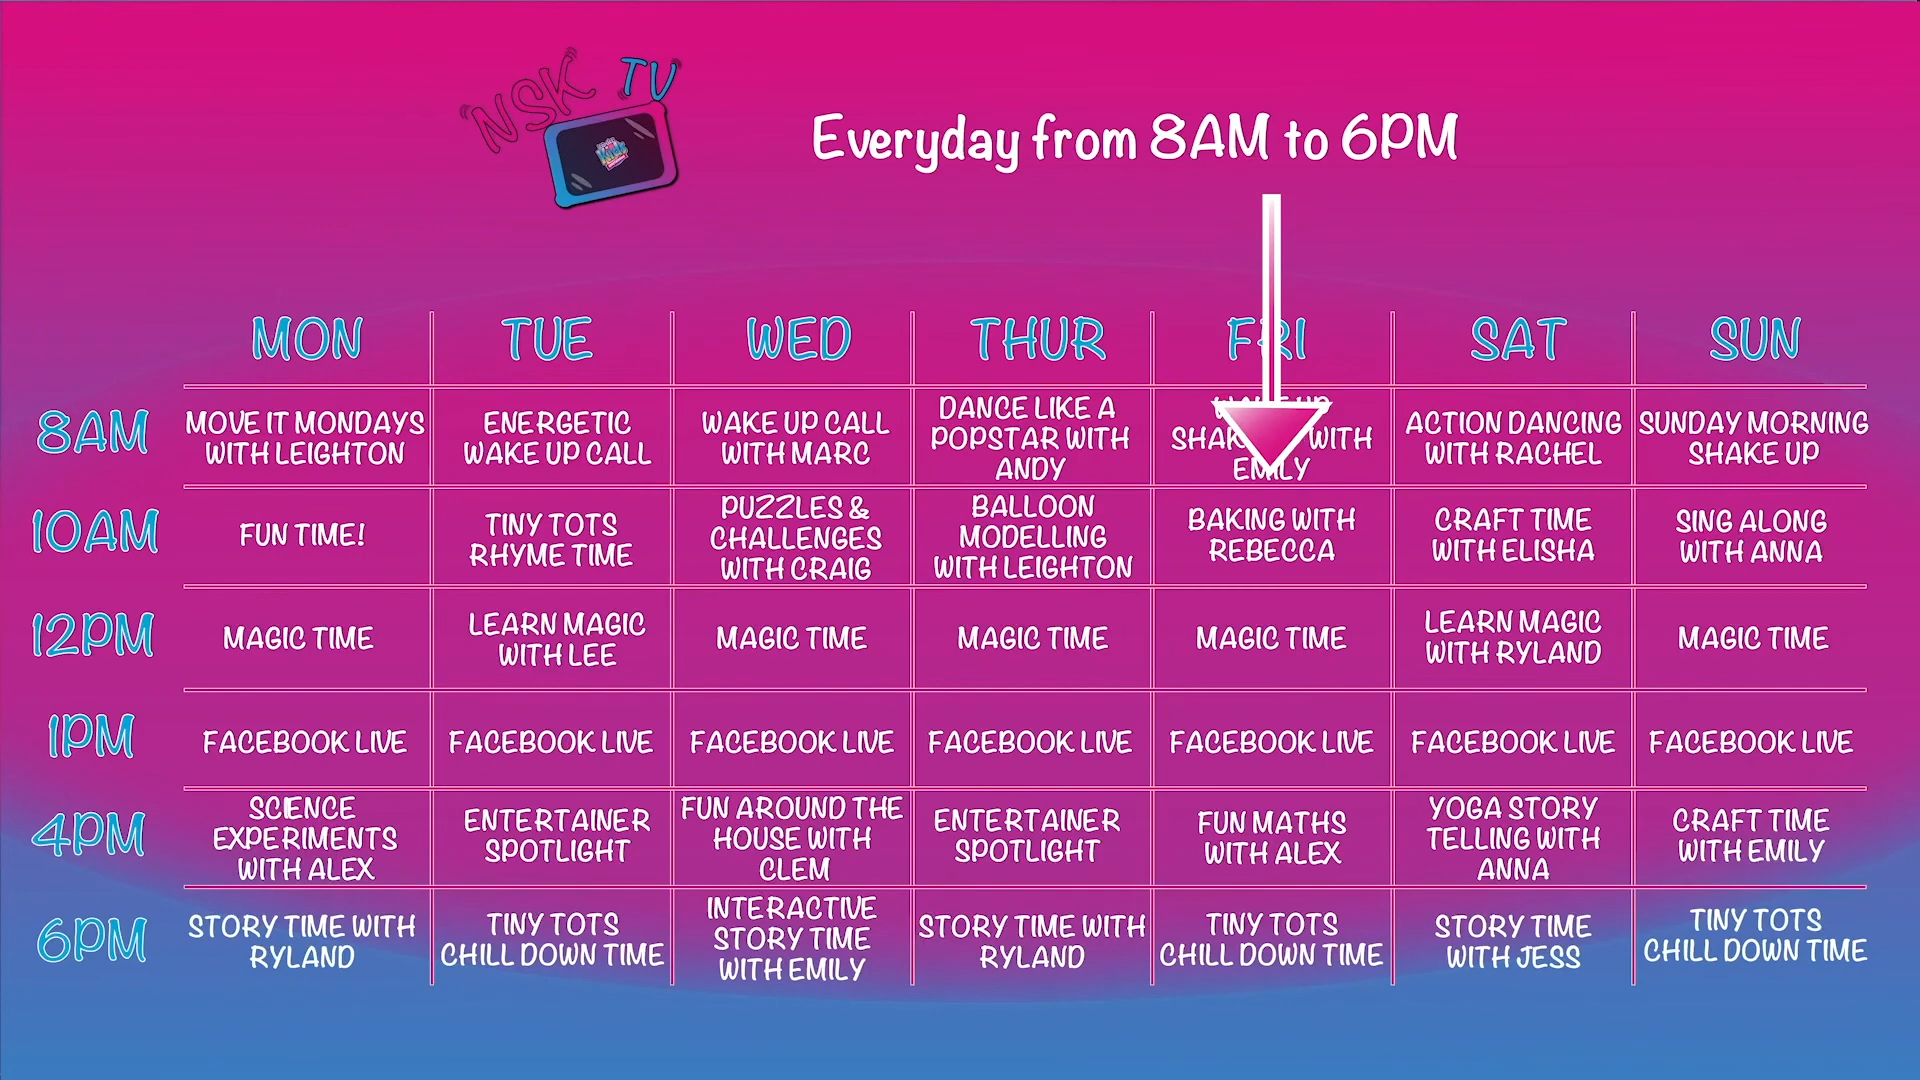 NSK TV
Everyday from 8AM to 6PM
MON TUE WED THUR FRI SAT SUN
8AM
MOVE IT MONDAYS
WITH LEIGHTON
ENERGETIC
WAKE UP CALL
WAKE UP CALL
WITH MARC
DANCE LIKE A
POPSTAR WITH
ANDY
WITH
EMILY
ACTION DANCING
WITH RACHEL
SUNDAY MORNING
SHAKE UP
10AM
FUN TIME!
TINY TOTS
RHYME TIME
PUZZLES &
CHALLENGES
WITH CRAIG
BALLOON
MODELLING
WITH LEIGHTON
BAKING WITH
REBECCA
CRAFT TIME
WITH ELISHA
SING ALONG
WITH ANNA
12PM
MAGIC TIME
LEARN MAGIC
WITH LEE
MAGIC TIME
MAGIC TIME
MAGIC TIME
LEARN MAGIC
WITH RYLAND
MAGIC TIME
1PM
FACEBOOK LIVE
FACEBOOK LIVE
FACEBOOK LIVE
FACEBOOK LIVE
FACEBOOK LIVE
FACEBOOK LIVE
FACEBOOK LIVE
4PM
SCIENCE
EXPERIMENTS
WITH ALEX
ENTERTAINER
SPOTLIGHT
FUN AROUND THE
HOUSE WITH
CLEM
ENTERTAINER
SPOTLIGHT
FUN MATHS
WITH ALEX
YOGA STORY
TELLING WITH
ANNA
CRAFT TIME
WITH EMILY
6PM
STORY TIME WITH
RYLAND
TINY TOTS
CHILL DOWN TIME
INTERACTIVE
STORY TIME
WITH EMILY
STORY TIME WITH
RYLAND
TINY TOTS
CHILL DOWN TIME
STORY TIME
WITH JESS
TINY TOTS
CHILL DOWN TIME